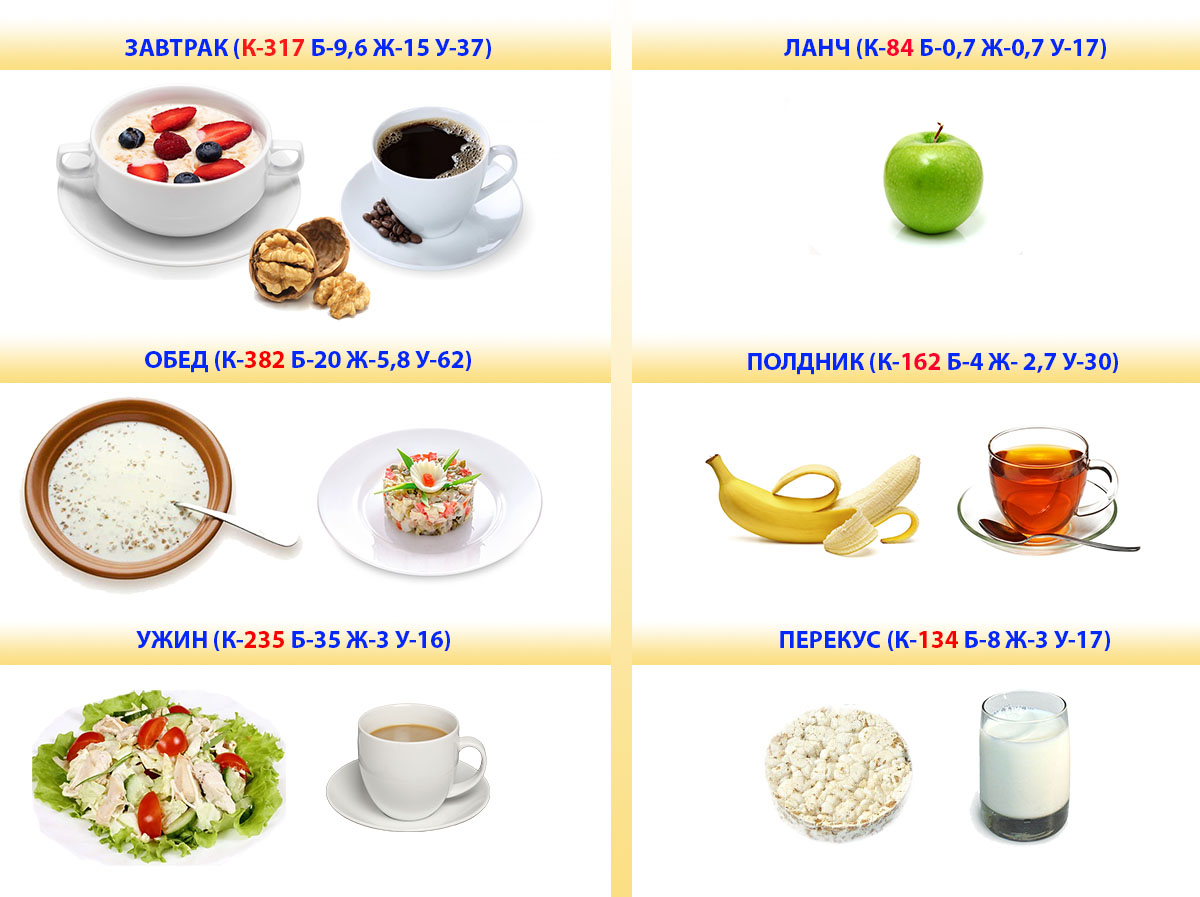 ЗАВТРАК (К-317 Б-9,6 Ж-15 У-37)
ЛАНЧ (К-84 Б-0,7 Ж-0,7 У-17)
ОБЕД (К-382 Б-20 Ж-5,8 У-62)
ПОЛДНИК (К-162 Б-4 Ж- 2,7 У-30)
УЖИН (К-235 Б-35 Ж-3 У-16)
ПЕРЕКУС (К-134 Б-8 Ж-3 У-17)